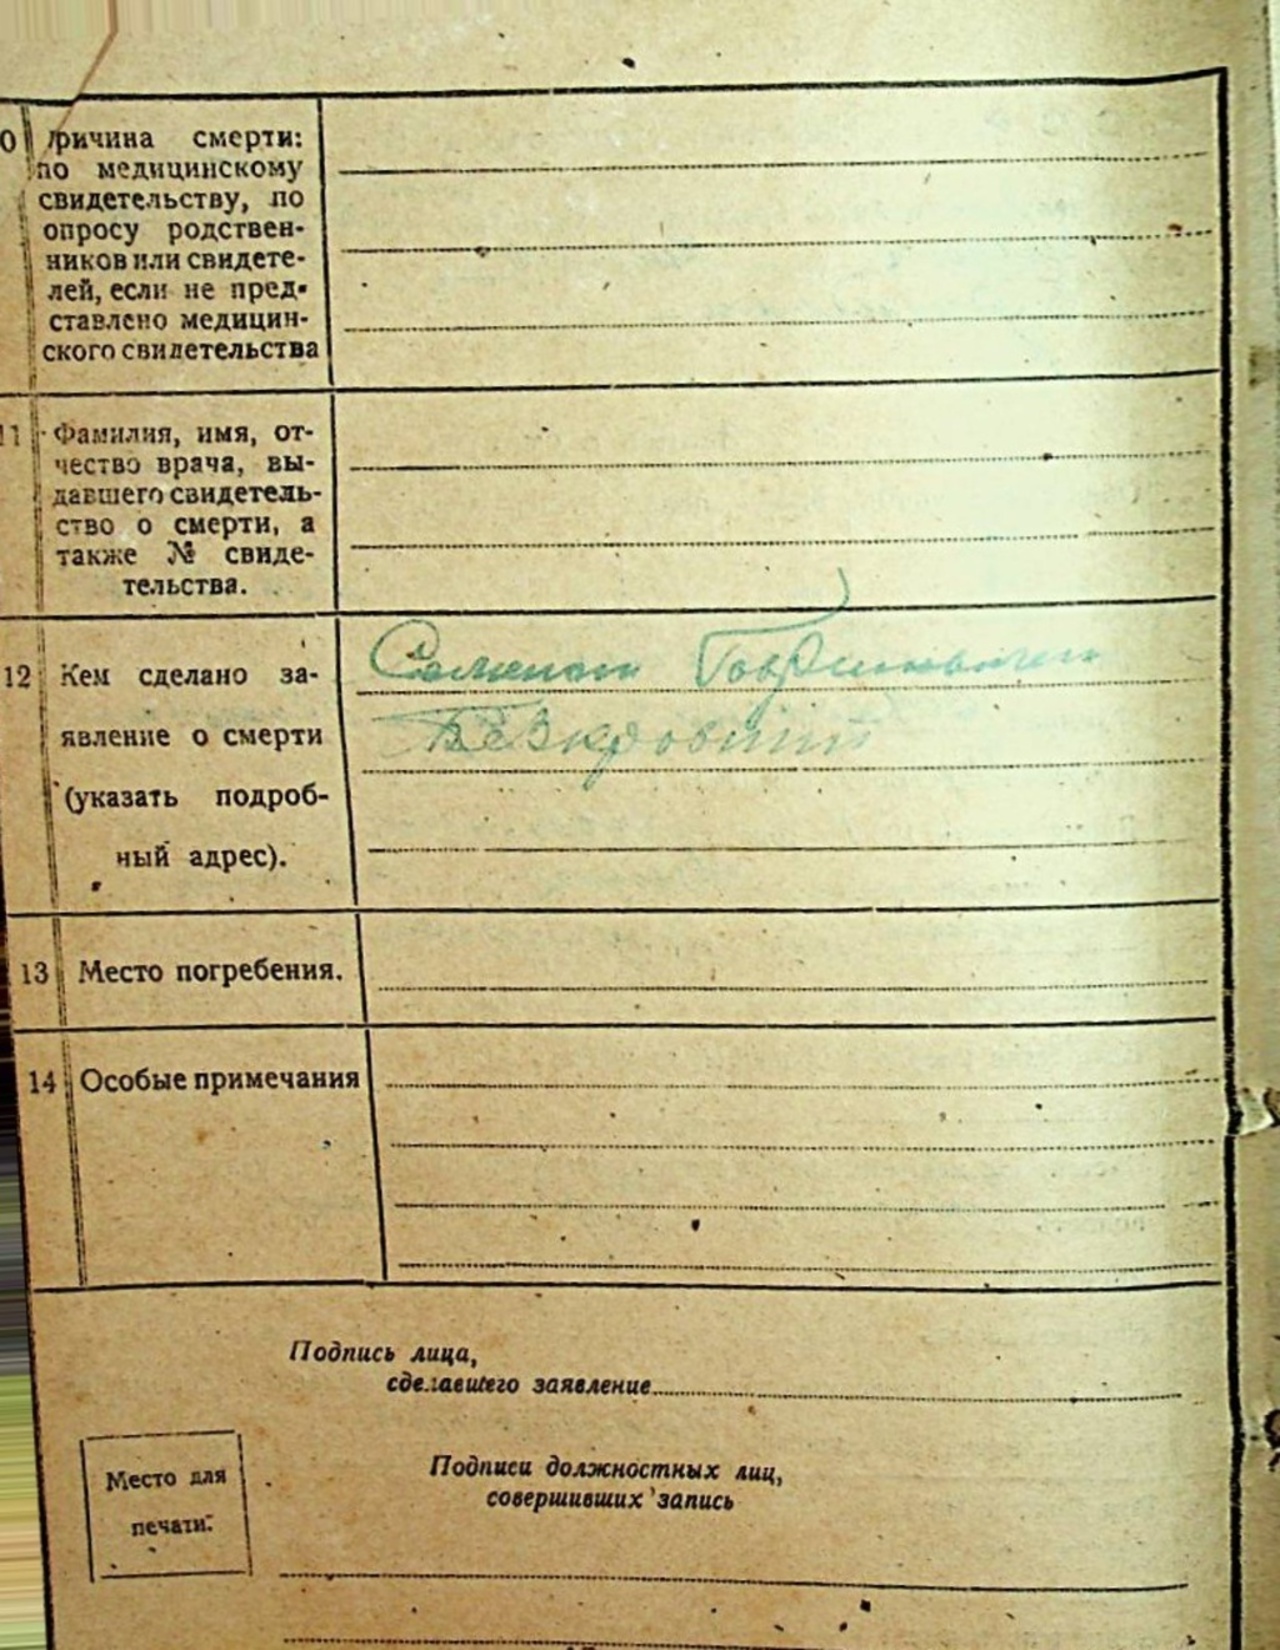 0 Причина смерти:
по медицинскому
свидетельству, по
опросу родствен-
ников или свидете-
лей, если не пред-
ставлено медицин-
ского свидетельства
11 Фамилия, имя, от-
чество врача, вы-
давшего свидетель-
ство о смерти, а
также № свиде-
тельства.
12 Кем сделано за-
явление о смерти
(указать подроб-
ный адрес).
Безкровний
13 Место погребения.
14 Особые примечания
Подпись лица,
сделавшего заявление
Место для
печати.
Подписи должностных лиц,
совершивших запись